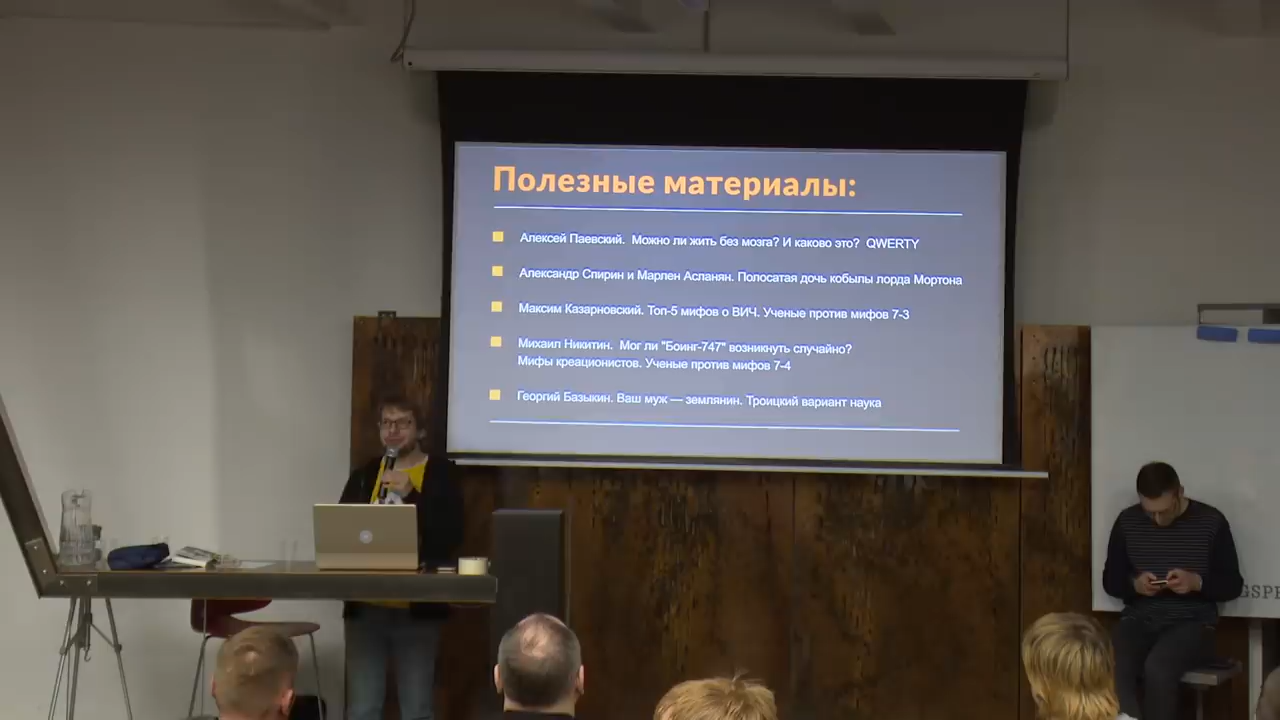 Полезные материалы:
Алексей Паевский. Можно ли жить без мозга? И каково это? QWERTY
Александр Спирин и Марлен Асланян. Полосатая дочь кобылы лорда Мортона
Максим Казарновский. Топ-5 мифов о ВИЧ. Ученые против мифов 7-3
Михаил Никитин. Мог ли "Боинг-747" возникнуть случайно?
Мифы креационистов. Ученые против мифов 7-4
Георгий Базыкин. Ваш муж — землянин. Троицкий вариант наука